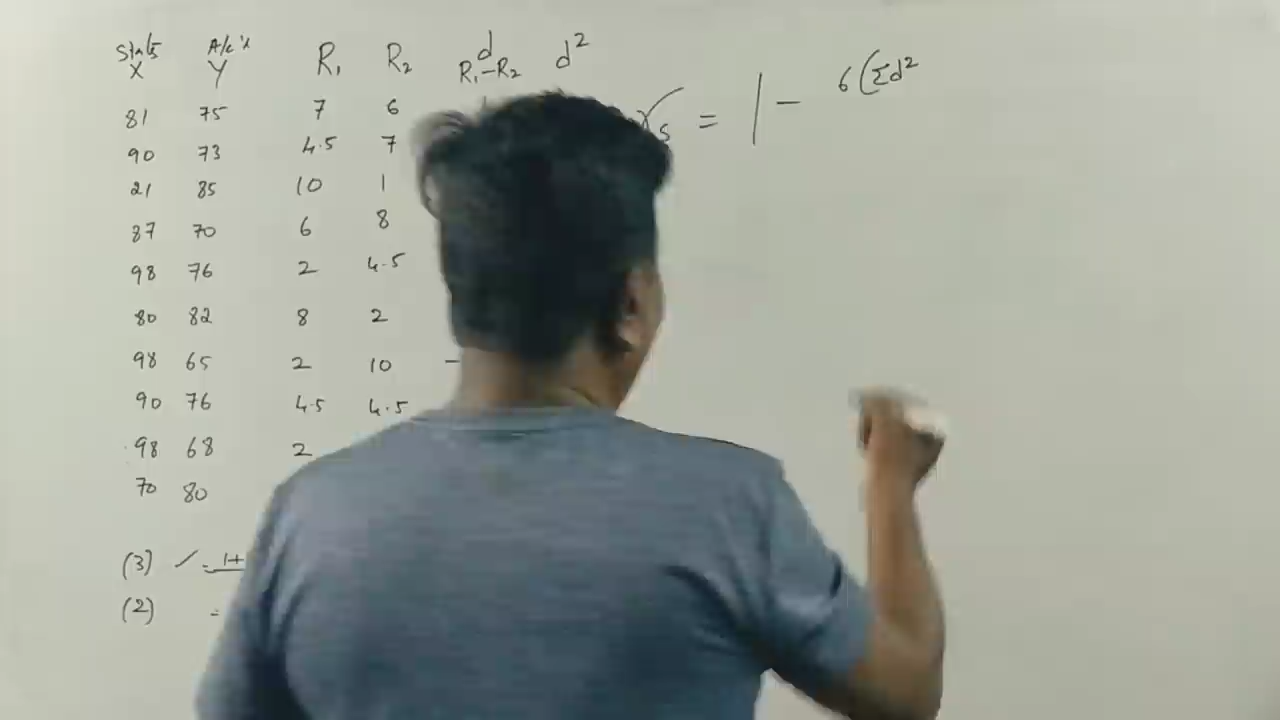 Stats A/c's d
X Y R₁ R₂ R₁-R₂ d²
81 75 7 6
90 73 4.5 7
21 85 10 1
87 70 6 8
98 76 2 4.5
80 82 8 2
98 65 2 10 -
90 76 4.5 4.5
98 68 2
70 80
(3) ✓ 1+
(2) =
rs = 1 - 6(Σd²